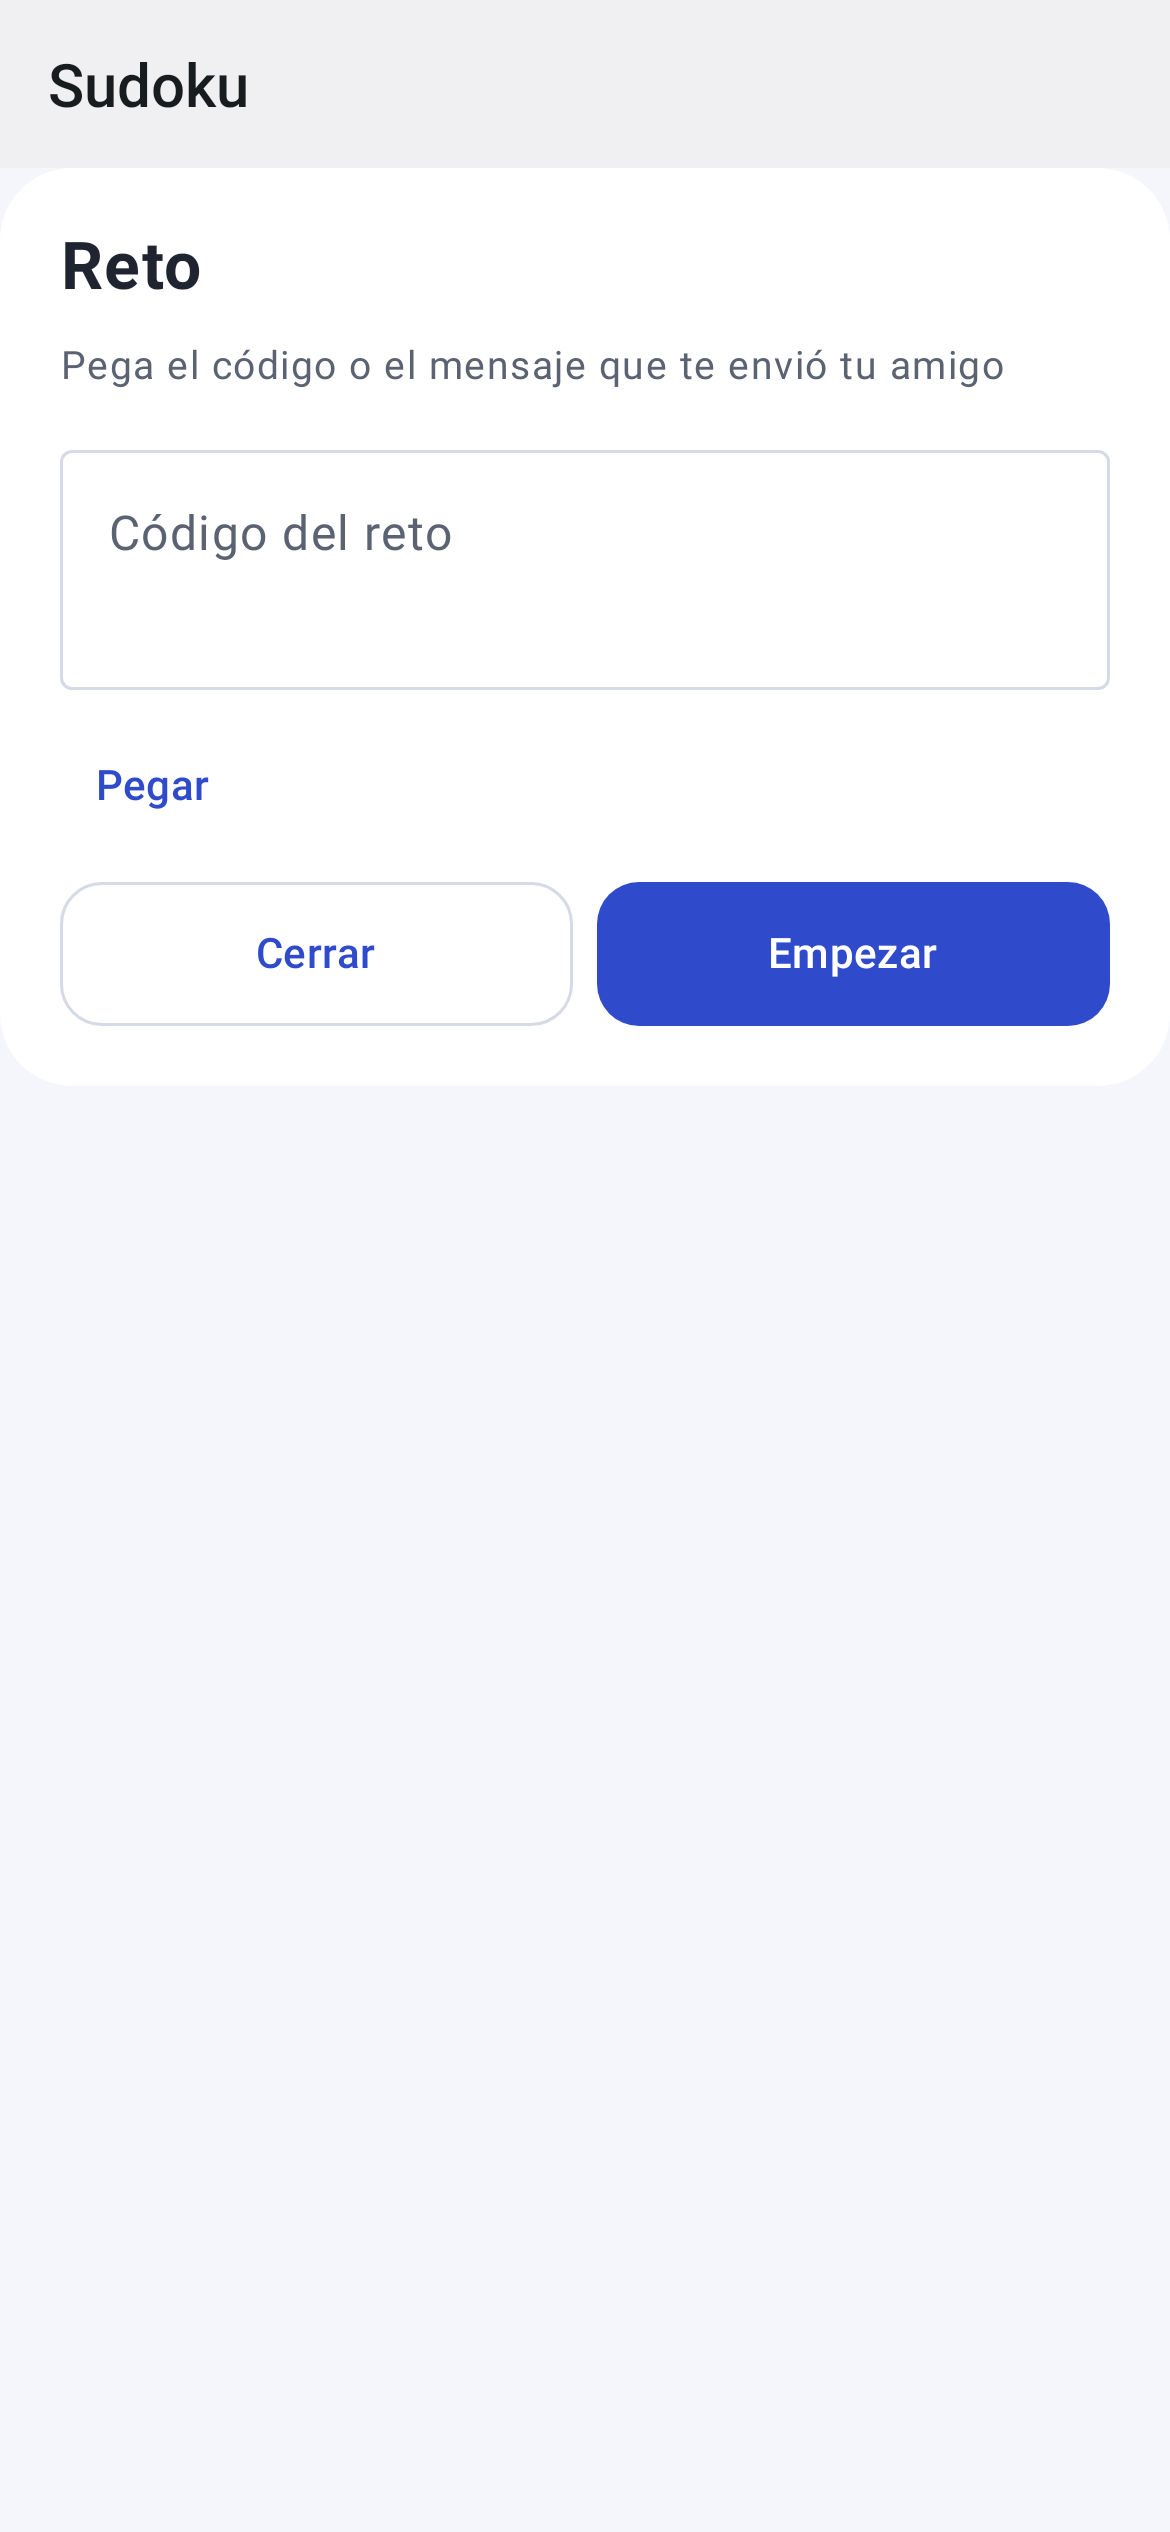 Sudoku
Reto
Pega el código o el mensaje que te envió tu amigo
Código del reto
Pegar
Cerrar
Empezar